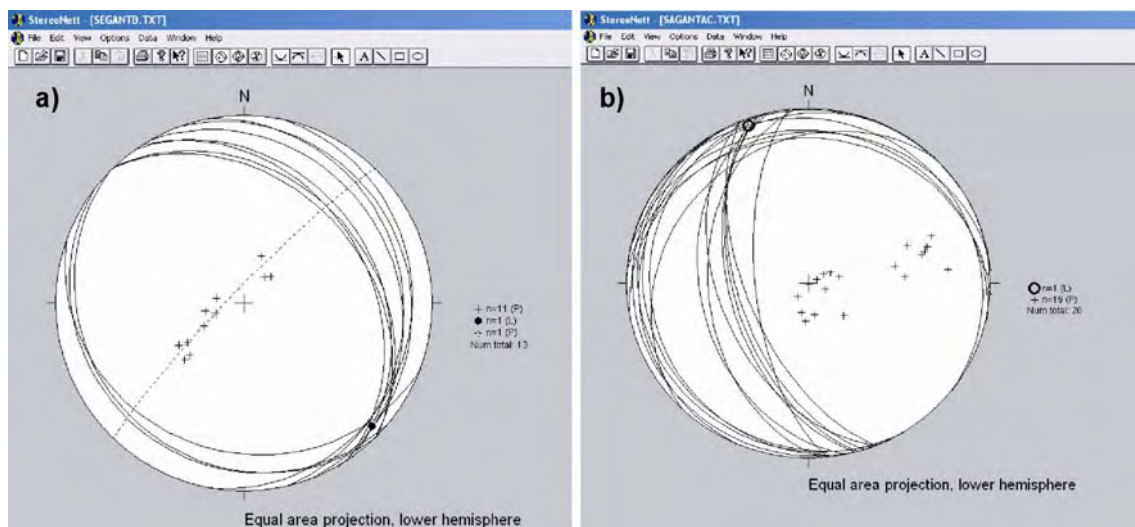 StereoNett - [SEGANTB.TXT]
File Edit View Options Data Window Help
A
a)
N
n=11 (P)
n=1 (L)
n=1 (P)
Num total: 13
Equal area projection, lower hemisphere
StereoNett - [SAGANTAC.TXT]
File Edit View Options Data Window Help
A
b)
N
n=1 (L)
n=19 (P)
Num total: 20
Equal area projection, lower hemisphere